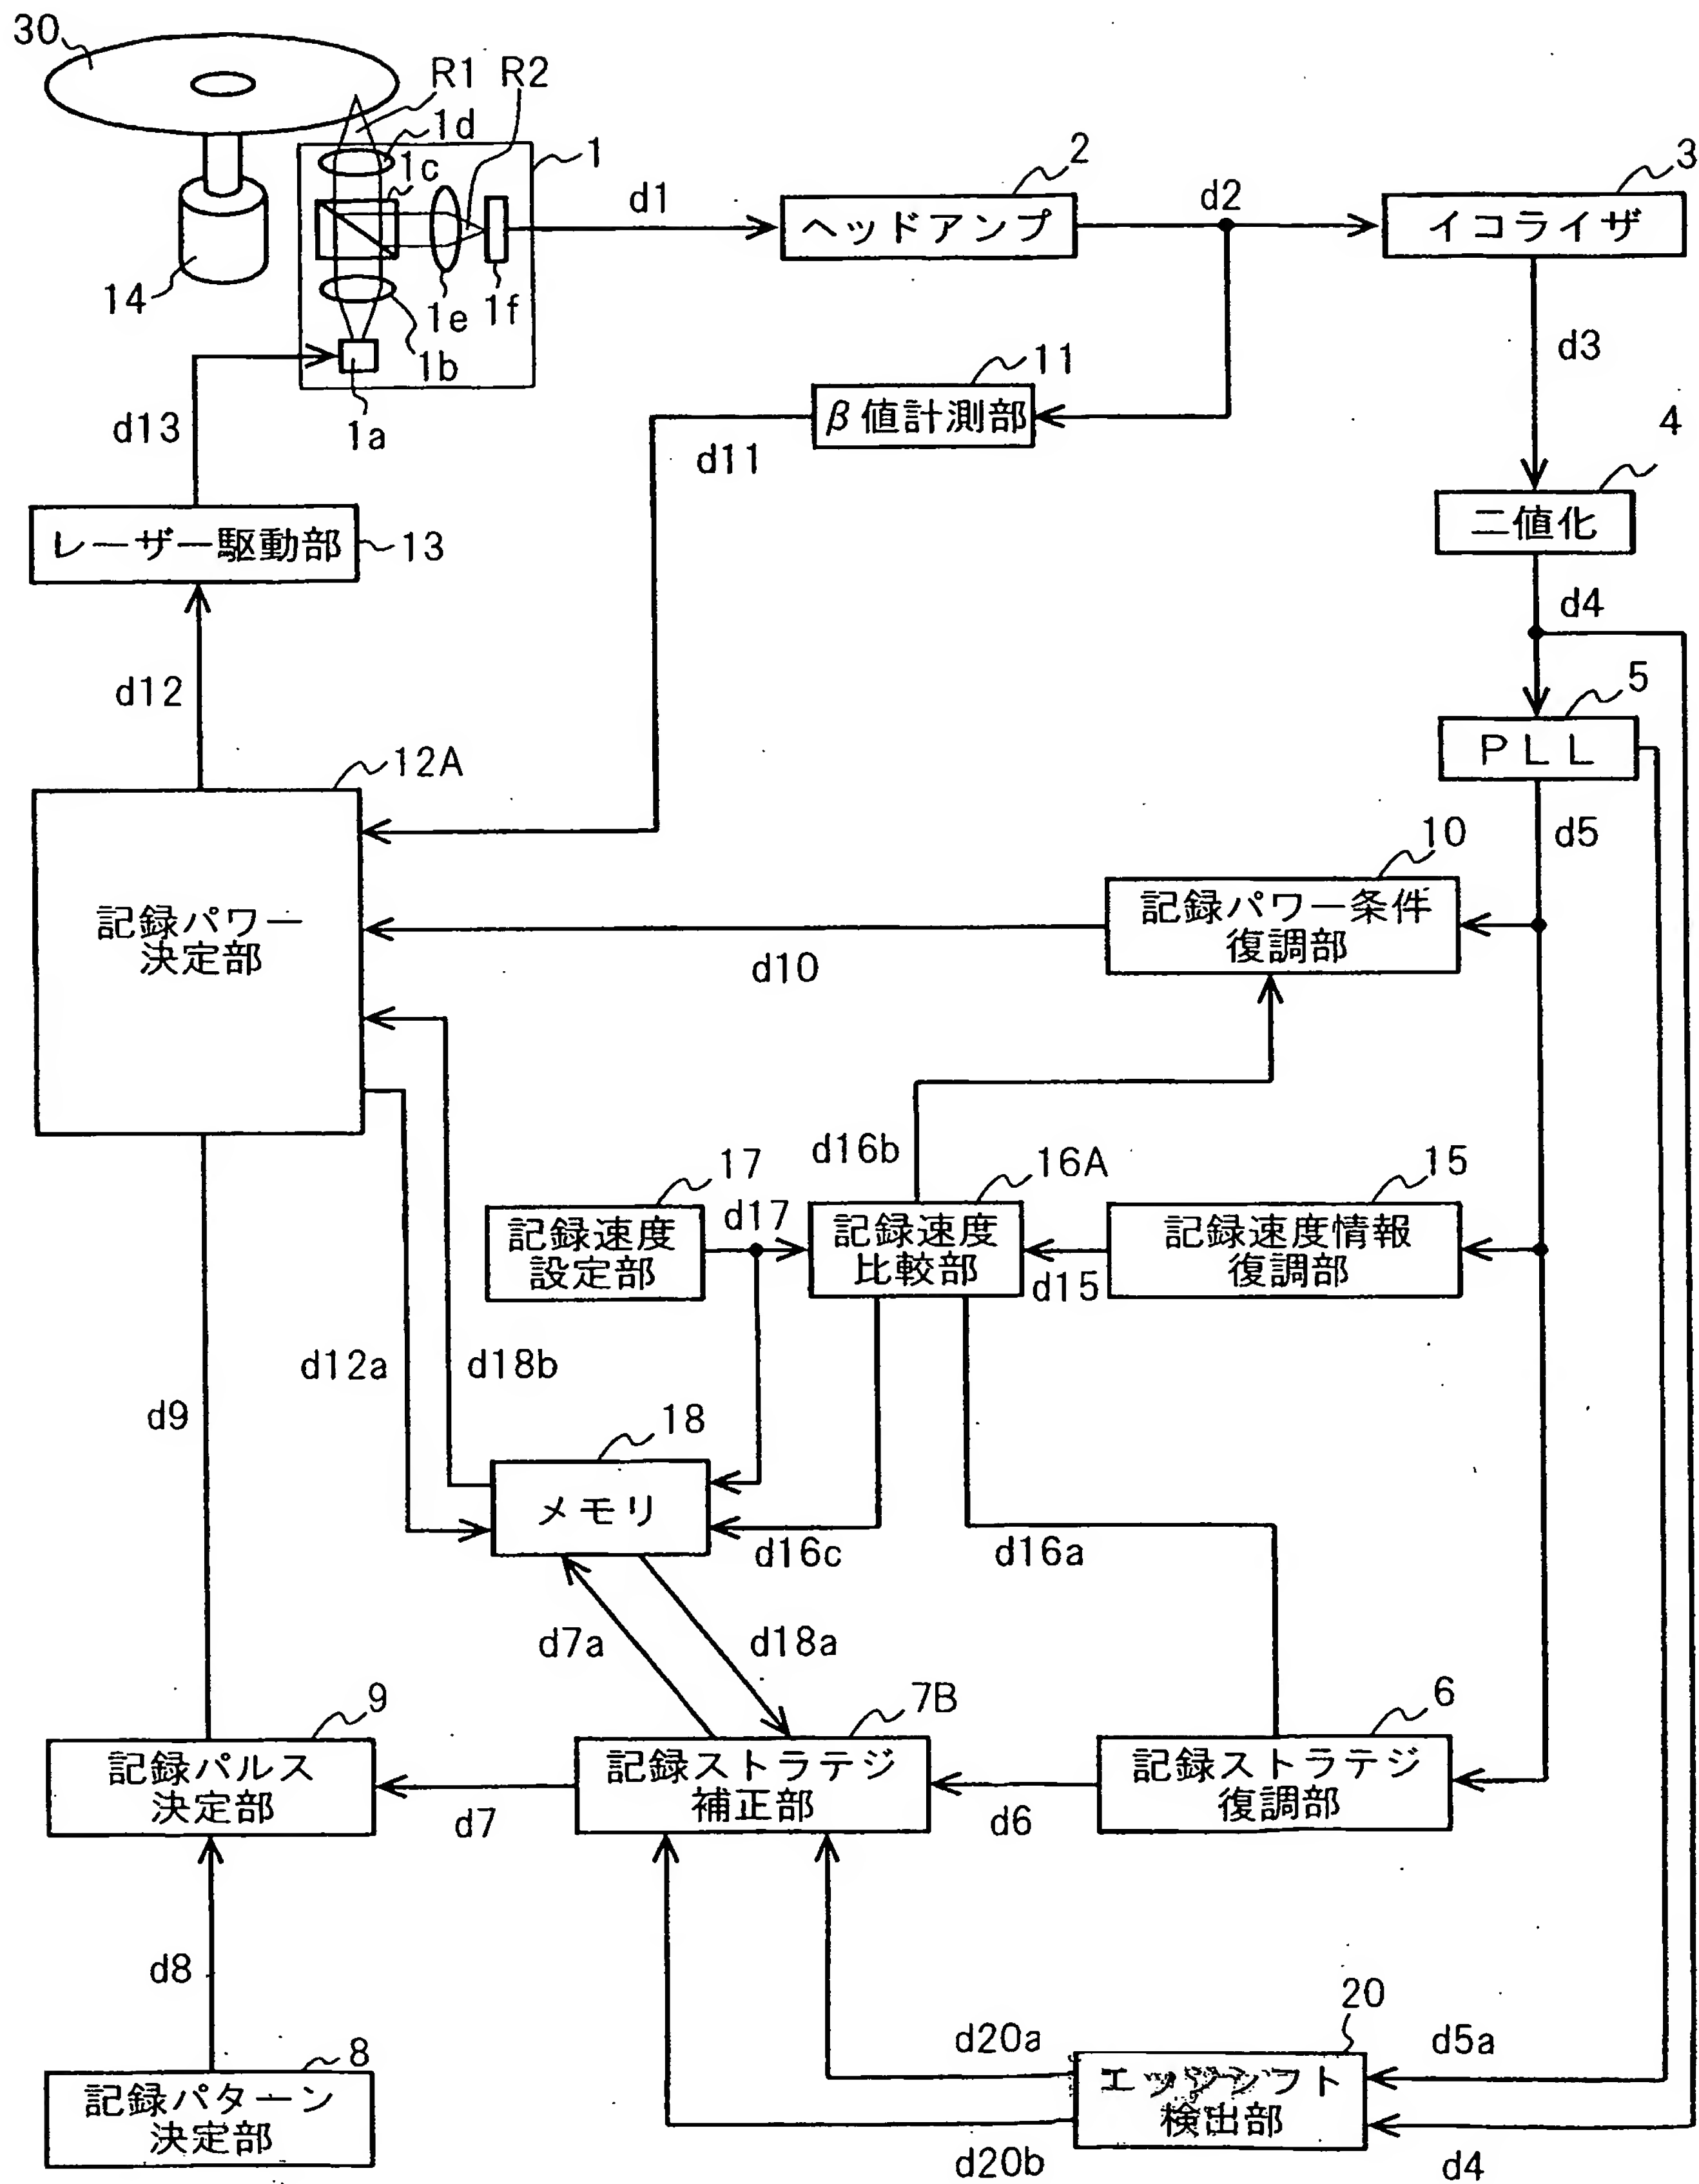 30
R1
R2
1d
1c
1
2
3
d1
ヘッドアンプ
d2
イコライザ
14
1e
1f
1b
1a
d3
11
β値計測部
d13
d11
4
レーザー駆動部
13
二値化
d4
d12
5
PLL
12A
d5
10
記録パワー
決定部
記録パワー条件
復調部
d10
d16b
17
16A
15
d17
記録速度
設定部
記録速度
比較部
d15
記録速度情報
復調部
d12a
d18b
d9
18
メモリ
d16c
d16a
d7a
d18a
9
7B
6
記録パルス
決定部
d7
記録ストラテジ
補正部
d6
記録ストラテジ
復調部
d8
20
d20a
d5a
8
記録パターン
決定部
エッジシフト
検出部
d20b
d4